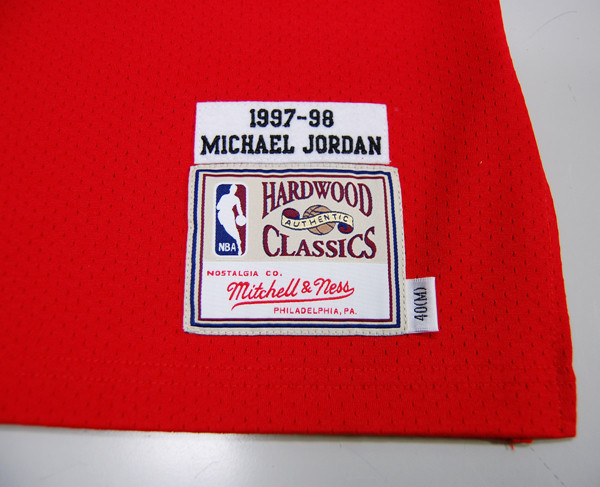 1997-98
MICHAEL JORDAN
NBA
HARDWOOD
AUTHENTIC
CLASSICS
NOSTALGIA CO.
Mitchell & Ness
PHILADELPHIA, PA.
40(M)